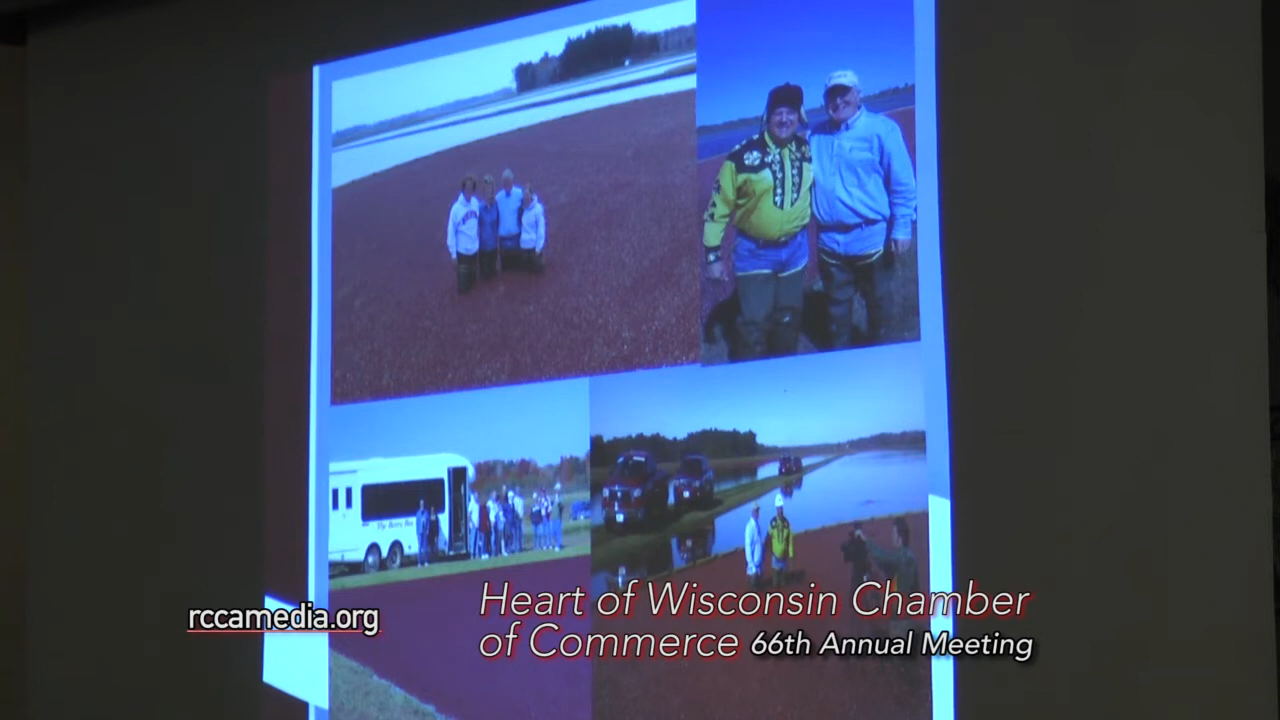 rccamedia.org
Heart of Wisconsin Chamber
of Commerce 66th Annual Meeting